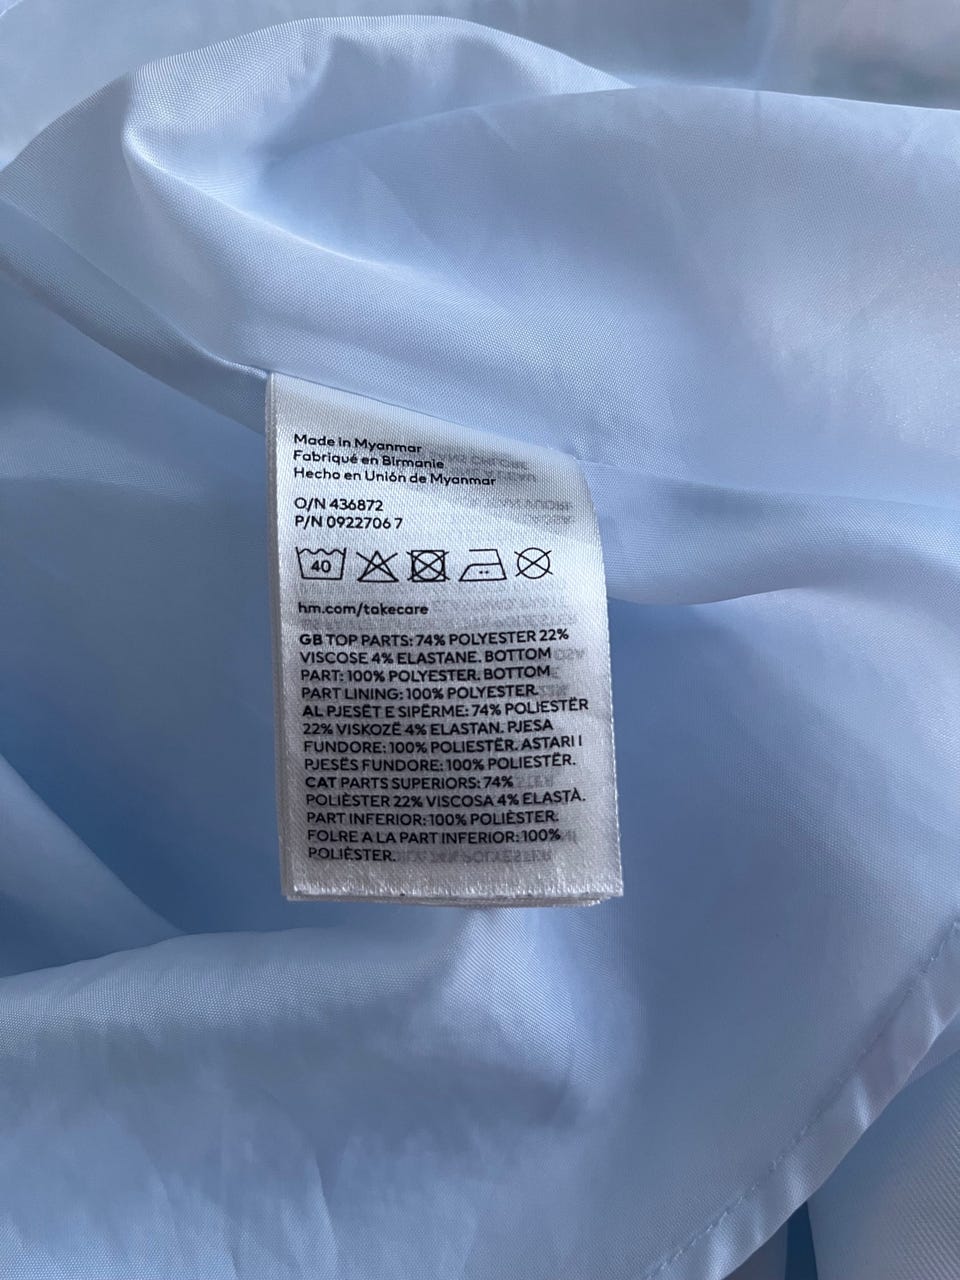 Made in Myanmar
Fabriqué en Birmanie
Hecho en Unión de Myanmar
O/N 436872
P/N 0922706 7
40
hm.com/takecare
GB TOP PARTS: 74% POLYESTER 22%
VISCOSE 4% ELASTANE. BOTTOM
PART: 100% POLYESTER. BOTTOM
PART LINING: 100% POLYESTER.
AL PJESËT E SIPËRME: 74% POLIESTËR
22% VISKOZË 4% ELASTAN. PJESA
FUNDORE: 100% POLIESTËR. ASTARI I
PJESËS FUNDORE: 100% POLIESTËR.
CAT PARTS SUPERIORS: 74%
POLIÈSTER 22% VISCOSA 4% ELASTÀ.
PART INFERIOR: 100% POLIÈSTER.
FOLRE A LA PART INFERIOR: 100%
POLIÈSTER.